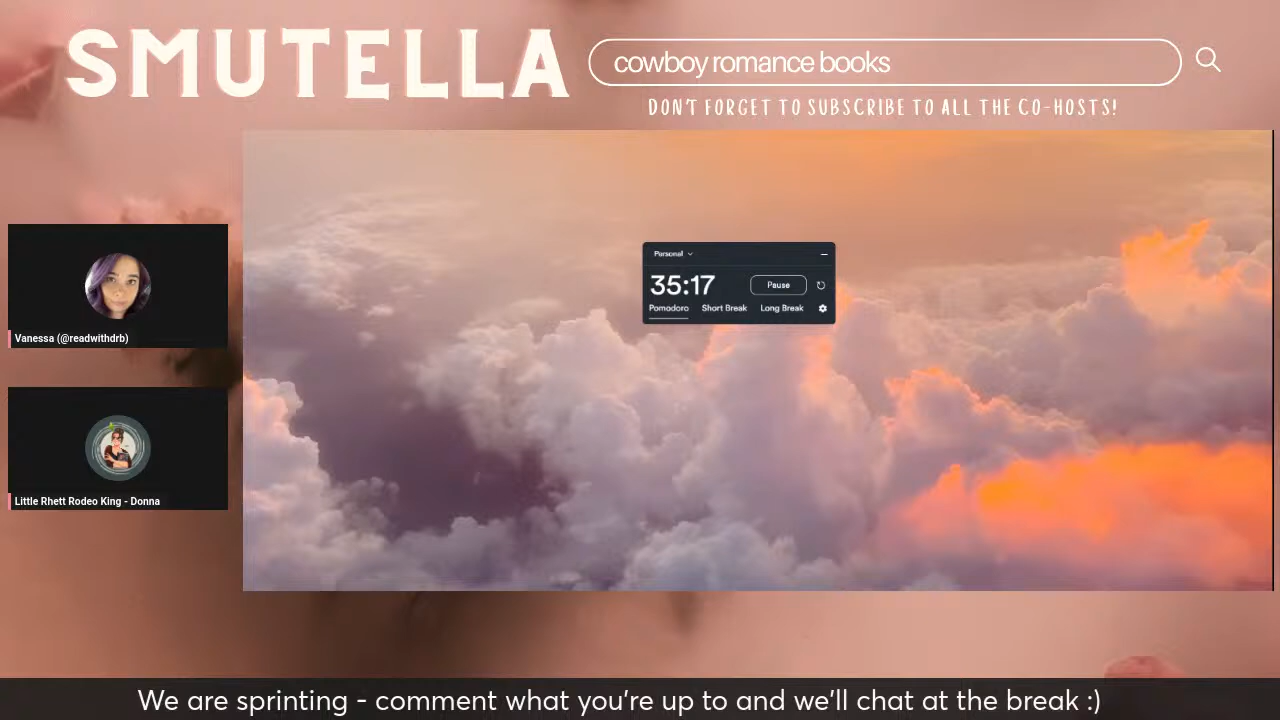 SMUTELLA
cowboy romance books
DON'T FORGET TO SUBSCRIBE TO ALL THE CO-HOSTS!
Personal
35:17
Pause
Pomodoro Short Break Long Break
Vanessa (@readwithdrb)
Little Rhett Rodeo King - Donna
We are sprinting - comment what you're up to and we'll chat at the break :)